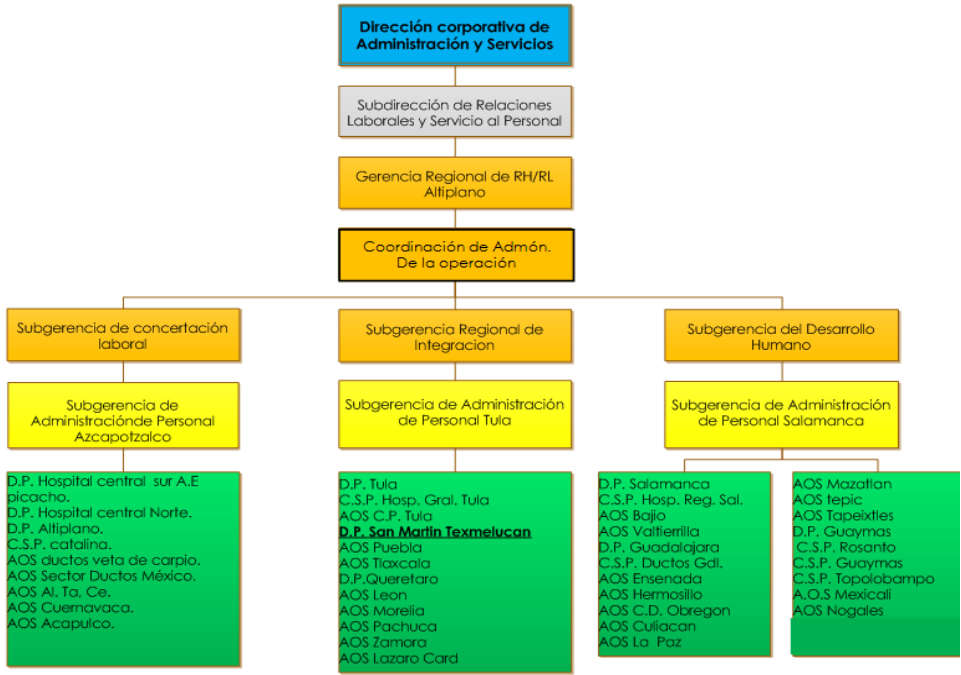 Dirección corporativa de
Administración y Servicios
Subdirección de Relaciones
Laborales y Servicio al Personal
Gerencia Regional de RH/RL
Altiplano
Coordinación de Admón.
De la operación
Subgerencia de concertación
laboral
Subgerencia Regional de
Integracion
Subgerencia del Desarrollo
Humano
Subgerencia de
Administraciónde Personal
Azcapotzalco
Subgerencia de Administración
de Personal Tula
Subgerencia de Administración
de Personal Salamanca
D.P. Hospital central sur A.E
picacho.
D.P. Hospital central Norte.
D.P. Altiplano.
C.S.P. catalina.
AOS ductos veta de carpio.
AOS Sector Ductos México.
AOS Al. Ta. Ce.
AOS Cuernavaca.
AOS Acapulco.
D.P. Tula
C.S.P. Hosp. Gral. Tula
AOS C.P. Tula
D.P. San Martin Texmelucan
AOS Puebla
AOS Tlaxcala
D.P.Queretaro
AOS Leon
AOS Morelia
AOS Pachuca
AOS Zamora
AOS Lazaro Card
D.P. Salamanca
C.S.P. Hosp. Reg. Sal.
AOS Bajio
AOS Valtierrilla
D.P. Guadalajara
C.S.P. Ductos Gdl.
AOS Ensenada
AOS Hermosillo
AOS C.D. Obregon
AOS Culiacan
AOS La Paz
AOS Mazatlan
AOS tepic
AOS Tapeixtles
D.P. Guaymas
C.S.P. Rosanto
C.S.P. Guaymas
C.S.P. Topolobampo
A.O.S Mexicali
AOS Nogales